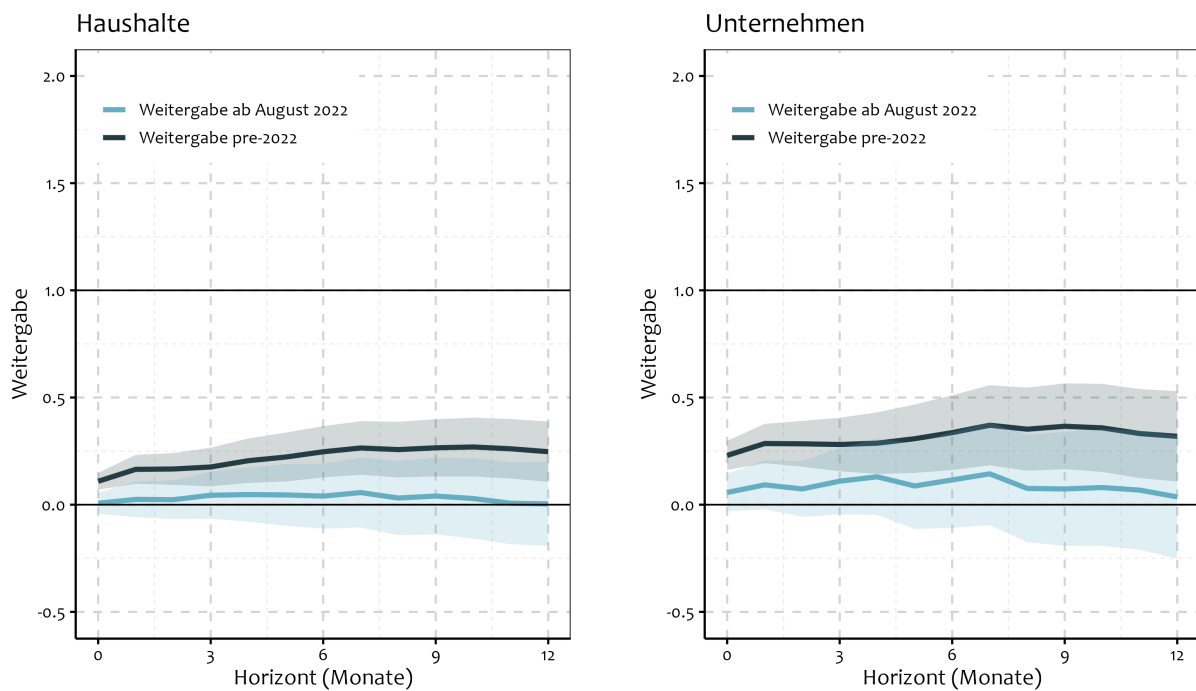 Haushalte
2.0
Weitergabe ab August 2022
Weitergabe pre-2022
1.5
1.0
Weitergabe
0.5
0.0
-0.5
0 3 6 9 12
Horizont (Monate)
Unternehmen
2.0
Weitergabe ab August 2022
Weitergabe pre-2022
1.5
1.0
Weitergabe
0.5
0.0
-0.5
0 3 6 9 12
Horizont (Monate)